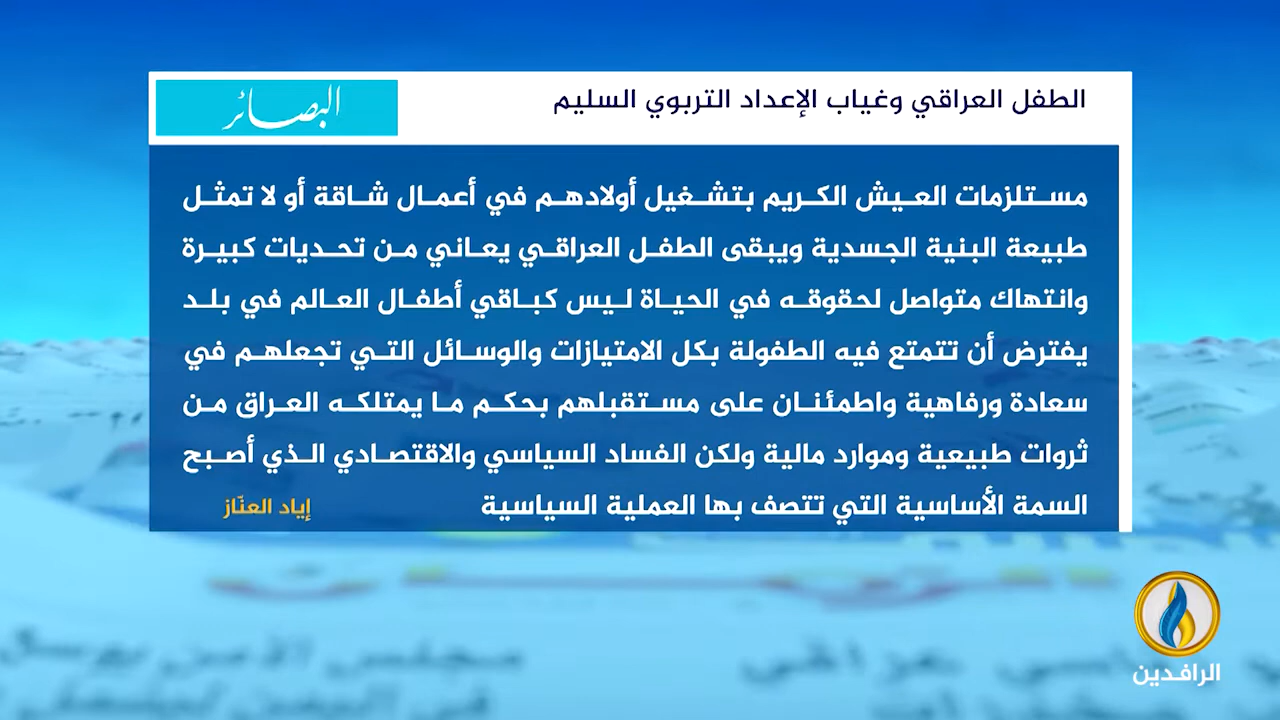 الطفل العراقي وغياب الإعداد التربوي السليم
البصائر
مستلزمات العيش الكريم بتشغيل أولادهم في أعمال شاقة أو لا تمثل
طبيعة البنية الجسدية ويبقى الطفل العراقي يعاني من تحديات كبيرة
وانتهاك متواصل لحقوقه في الحياة ليس كباقي أطفال العالم في بلد
يفترض أن تتمتع فيه الطفولة بكل الامتيازات والوسائل التي تجعلهم في
سعادة ورفاهية واطمئنان على مستقبلهم بحكم ما يمتلكه العراق من
ثروات طبيعية وموارد مالية ولكن الفساد السياسي والاقتصادي الذي أصبح
السمة الأساسية التي تتصف بها العملية السياسية
إياد العنّاز
مجلس الأمن
في اليمن
الرافدين